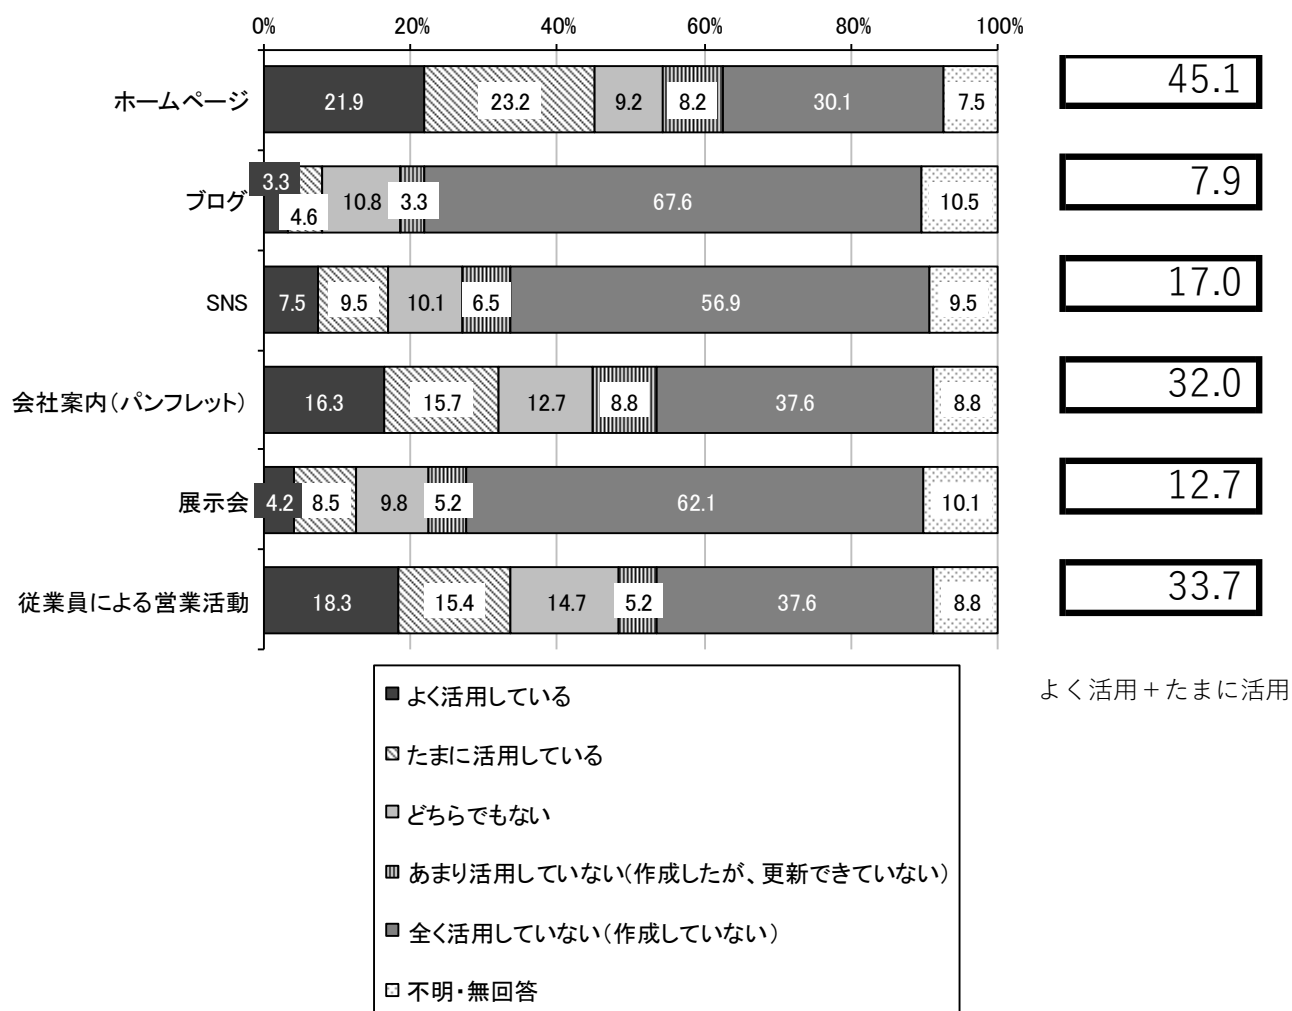 0% 20% 40% 60% 80% 100%
ホームページ 21.9 23.2 9.2 8.2 30.1 7.5 45.1
ブログ 3.3 4.6 10.8 3.3 67.6 10.5 7.9
SNS 7.5 9.5 10.1 6.5 56.9 9.5 17.0
会社案内(パンフレット) 16.3 15.7 12.7 8.8 37.6 8.8 32.0
展示会 4.2 8.5 9.8 5.2 62.1 10.1 12.7
従業員による営業活動 18.3 15.4 14.7 5.2 37.6 8.8 33.7
よく活用+たまに活用
よく活用している
たまに活用している
どちらでもない
あまり活用していない(作成したが、更新できていない)
全く活用していない(作成していない)
不明・無回答